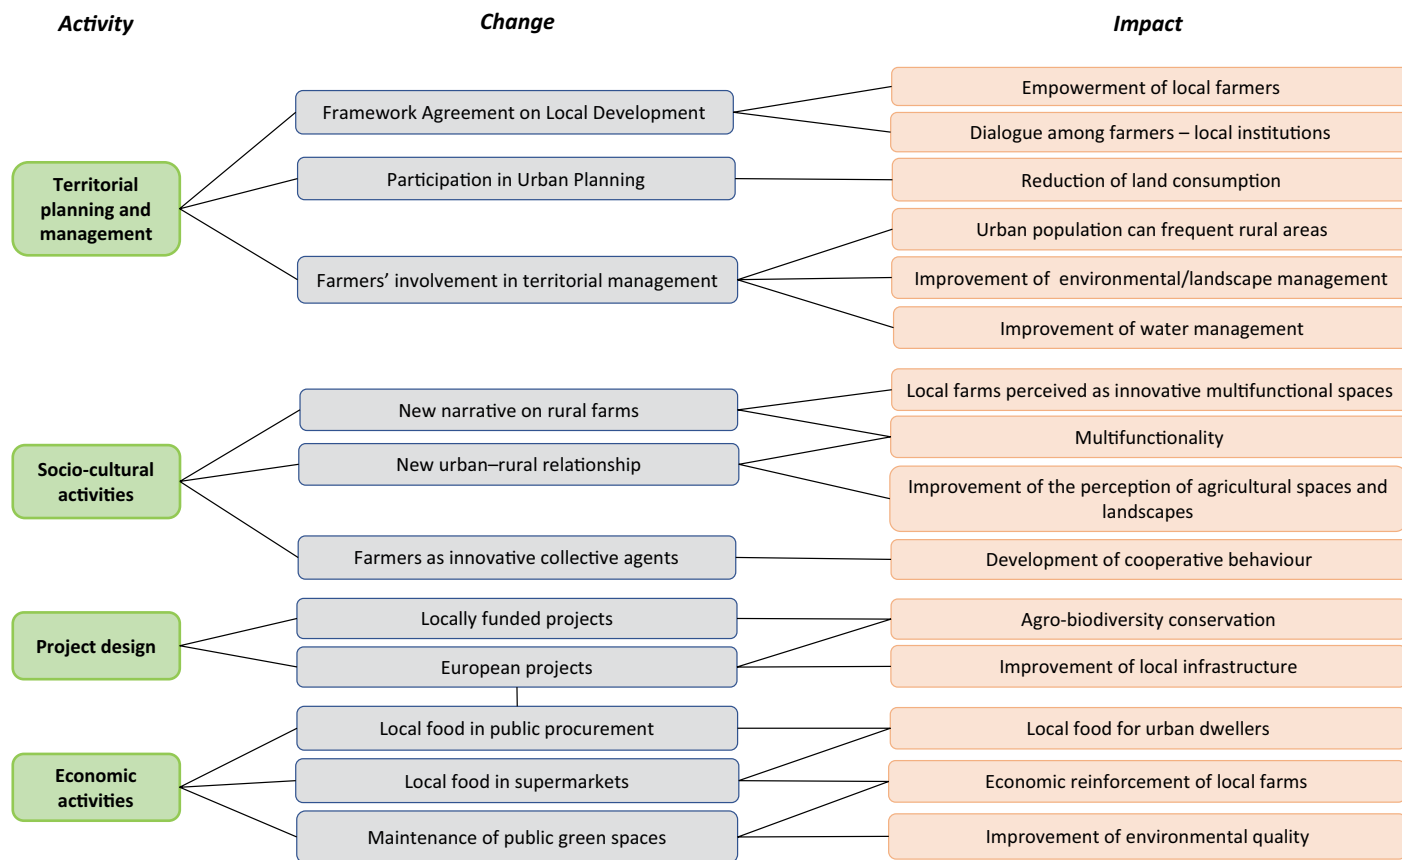 Activity
Change
Impact
Territorial
planning and
management
Framework Agreement on Local Development
Participation in Urban Planning
Farmers’ involvement in territorial management
Empowerment of local farmers
Dialogue among farmers – local institutions
Reduction of land consumption
Urban population can frequent rural areas
Improvement of environmental/landscape management
Improvement of water management
Socio-cultural
activities
New narrative on rural farms
New urban–rural relationship
Farmers as innovative collective agents
Local farms perceived as innovative multifunctional spaces
Multifunctionality
Improvement of the perception of agricultural spaces and
landscapes
Development of cooperative behaviour
Project design
Locally funded projects
European projects
Agro-biodiversity conservation
Improvement of local infrastructure
Economic
activities
Local food in public procurement
Local food in supermarkets
Maintenance of public green spaces
Local food for urban dwellers
Economic reinforcement of local farms
Improvement of environmental quality